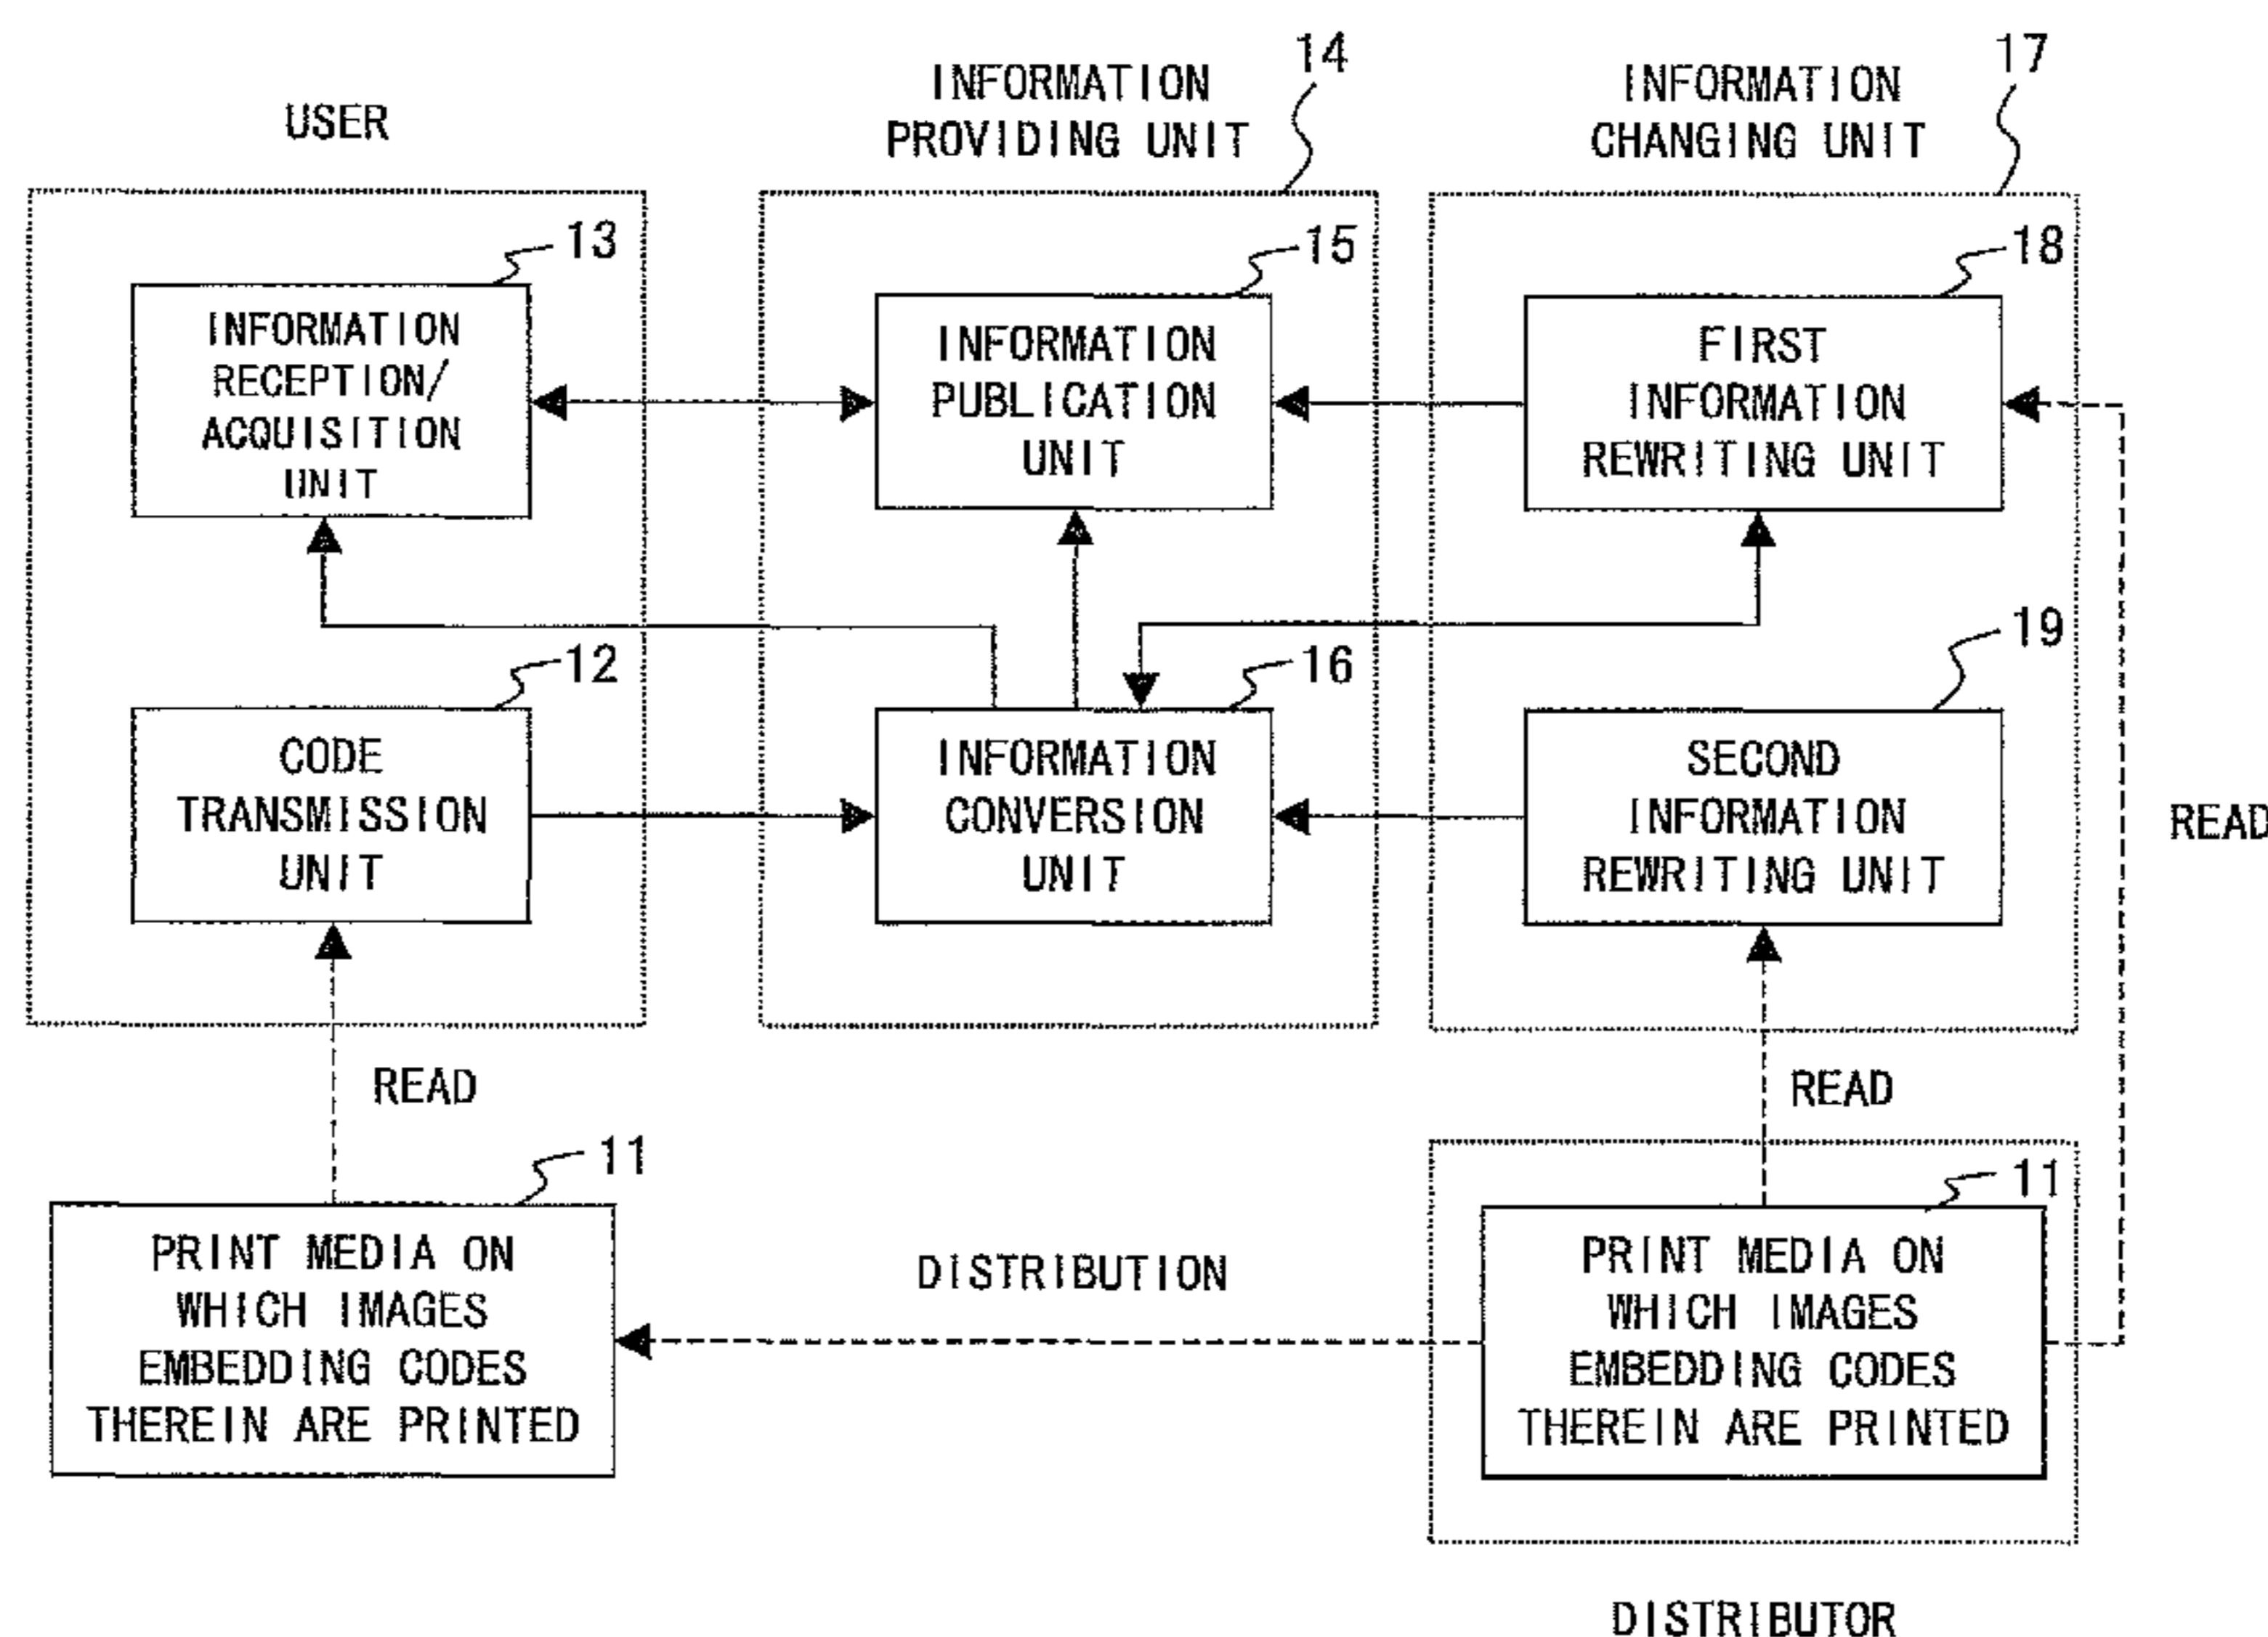 USER
INFORMATION
PROVIDING UNIT
14
INFORMATION
CHANGING UNIT
17
13
INFORMATION
RECEPTION/
ACQUISITION
UNIT
15
INFORMATION
PUBLICATION
UNIT
18
FIRST
INFORMATION
REWRITING UNIT
12
CODE
TRANSMISSION
UNIT
16
INFORMATION
CONVERSION
UNIT
19
SECOND
INFORMATION
REWRITING UNIT
READ
READ
READ
11
PRINT MEDIA ON
WHICH IMAGES
EMBEDDING CODES
THEREIN ARE PRINTED
DISTRIBUTION
11
PRINT MEDIA ON
WHICH IMAGES
EMBEDDING CODES
THEREIN ARE PRINTED
DISTRIBUTOR